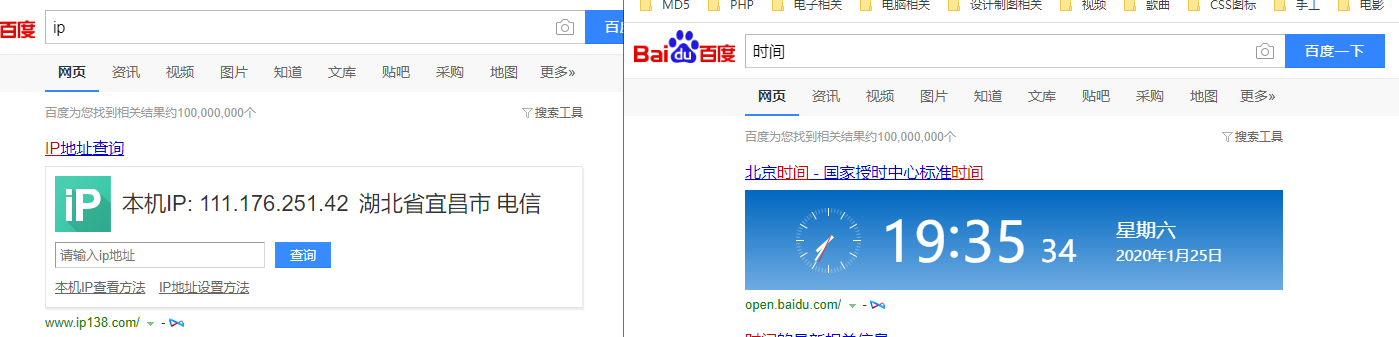 百度
ip
百度
网页 资讯 视频 图片 知道 文库 贴吧 采购 地图 更多»
百度为您找到相关结果约100,000,000个
搜索工具
IP地址查询
iP
本机IP: 111.176.251.42 湖北省宜昌市 电信
请输入ip地址
查询
本机IP查看方法 IP地址设置方法
www.ip138.com/ -
MD5 PHP 电子相关 电脑相关 设计制图相关 视频 歌曲 CSS图标 手工 电影
Bai du 百度
时间
百度一下
网页 资讯 视频 图片 知道 文库 贴吧 采购 地图 更多»
百度为您找到相关结果约100,000,000个
搜索工具
北京时间 - 国家授时中心标准时间
19:35 34
星期六
2020年1月25日
open.baidu.com/ -
时间的最新相关信息